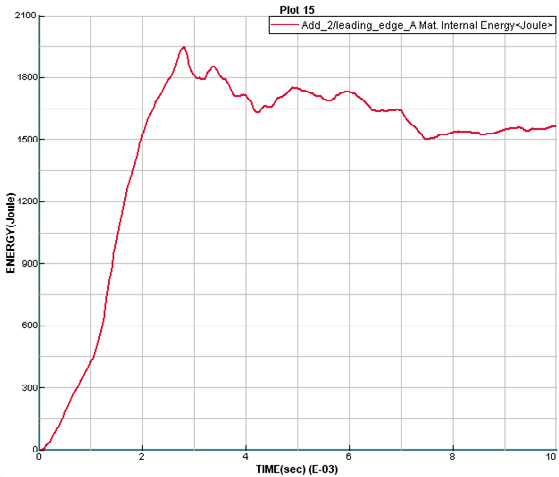 Plot 15
Add_2/leading_edge_A Mat. Internal Energy<Joule>
2100
1800
1500
1200
900
600
300
0
ENERGY(Joule)
0 2 4 6 8 10
TIME(sec) (E-03)